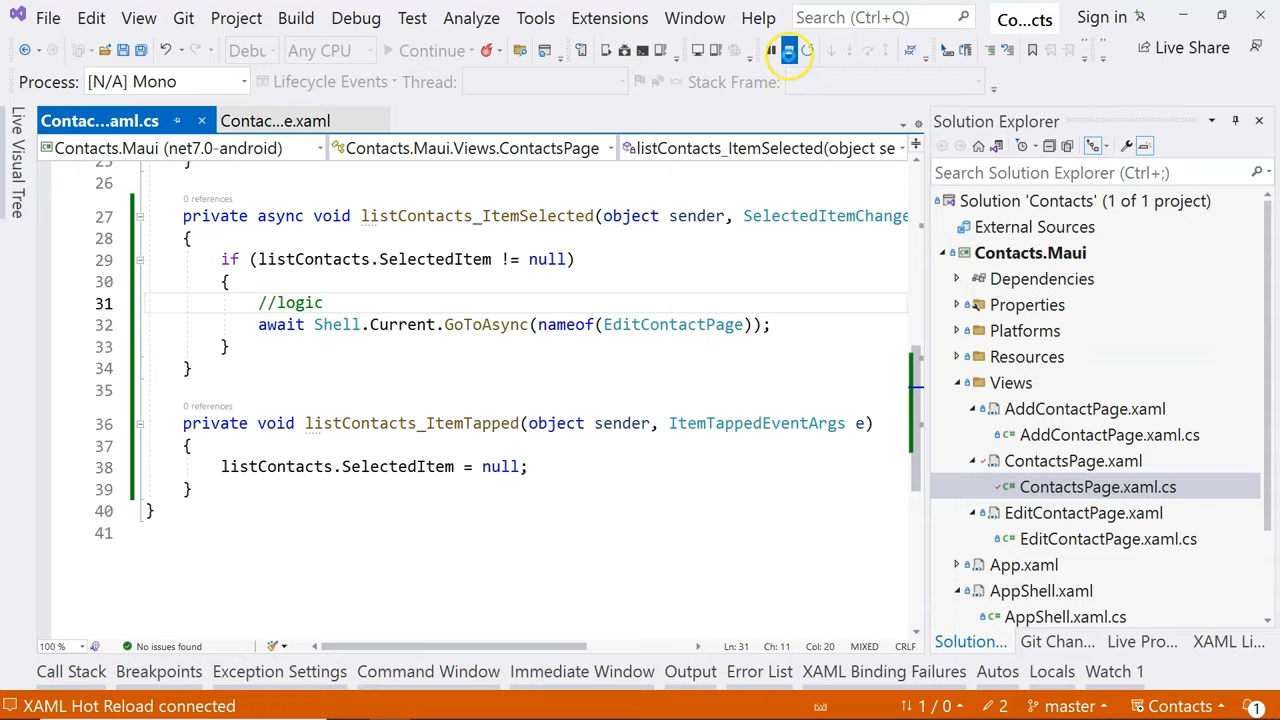 File Edit View Git Project Build Debug Test Analyze Tools Extensions Window Help Search (Ctrl+Q) Co...cts Sign in
Debu Any CPU Continue Live Share
Process: [N/A] Mono Lifecycle Events Thread: Stack Frame:
Live Visual Tree
Contac...aml.cs Contac...e.xaml
Contacts.Maui (net7.0-android) Contacts.Maui.Views.ContactsPage listContacts_ItemSelected(object se
25 }
26
0 references
27 private async void listContacts_ItemSelected(object sender, SelectedItemChange
28 {
29 if (listContacts.SelectedItem != null)
30 {
31 //logic
32 await Shell.Current.GoToAsync(nameof(EditContactPage));
33 }
34 }
35
0 references
36 private void listContacts_ItemTapped(object sender, ItemTappedEventArgs e)
37 {
38 listContacts.SelectedItem = null;
39 }
40 }
41
100 % No issues found Ln: 31 Ch: 11 Col: 20 MIXED CRLF
Solution Explorer
Search Solution Explorer (Ctrl+;)
Solution 'Contacts' (1 of 1 project)
External Sources
Contacts.Maui
Dependencies
Properties
Platforms
Resources
Views
AddContactPage.xaml
C# AddContactPage.xaml.cs
ContactsPage.xaml
C# ContactsPage.xaml.cs
EditContactPage.xaml
C# EditContactPage.xaml.cs
App.xaml
AppShell.xaml
C# AppShell.xaml.cs
Solution... Git Chan... Live Pro... XAML Li...
Call Stack Breakpoints Exception Settings Command Window Immediate Window Output Error List XAML Binding Failures Autos Locals Watch 1
XAML Hot Reload connected 1 / 0 2 master Contacts 1